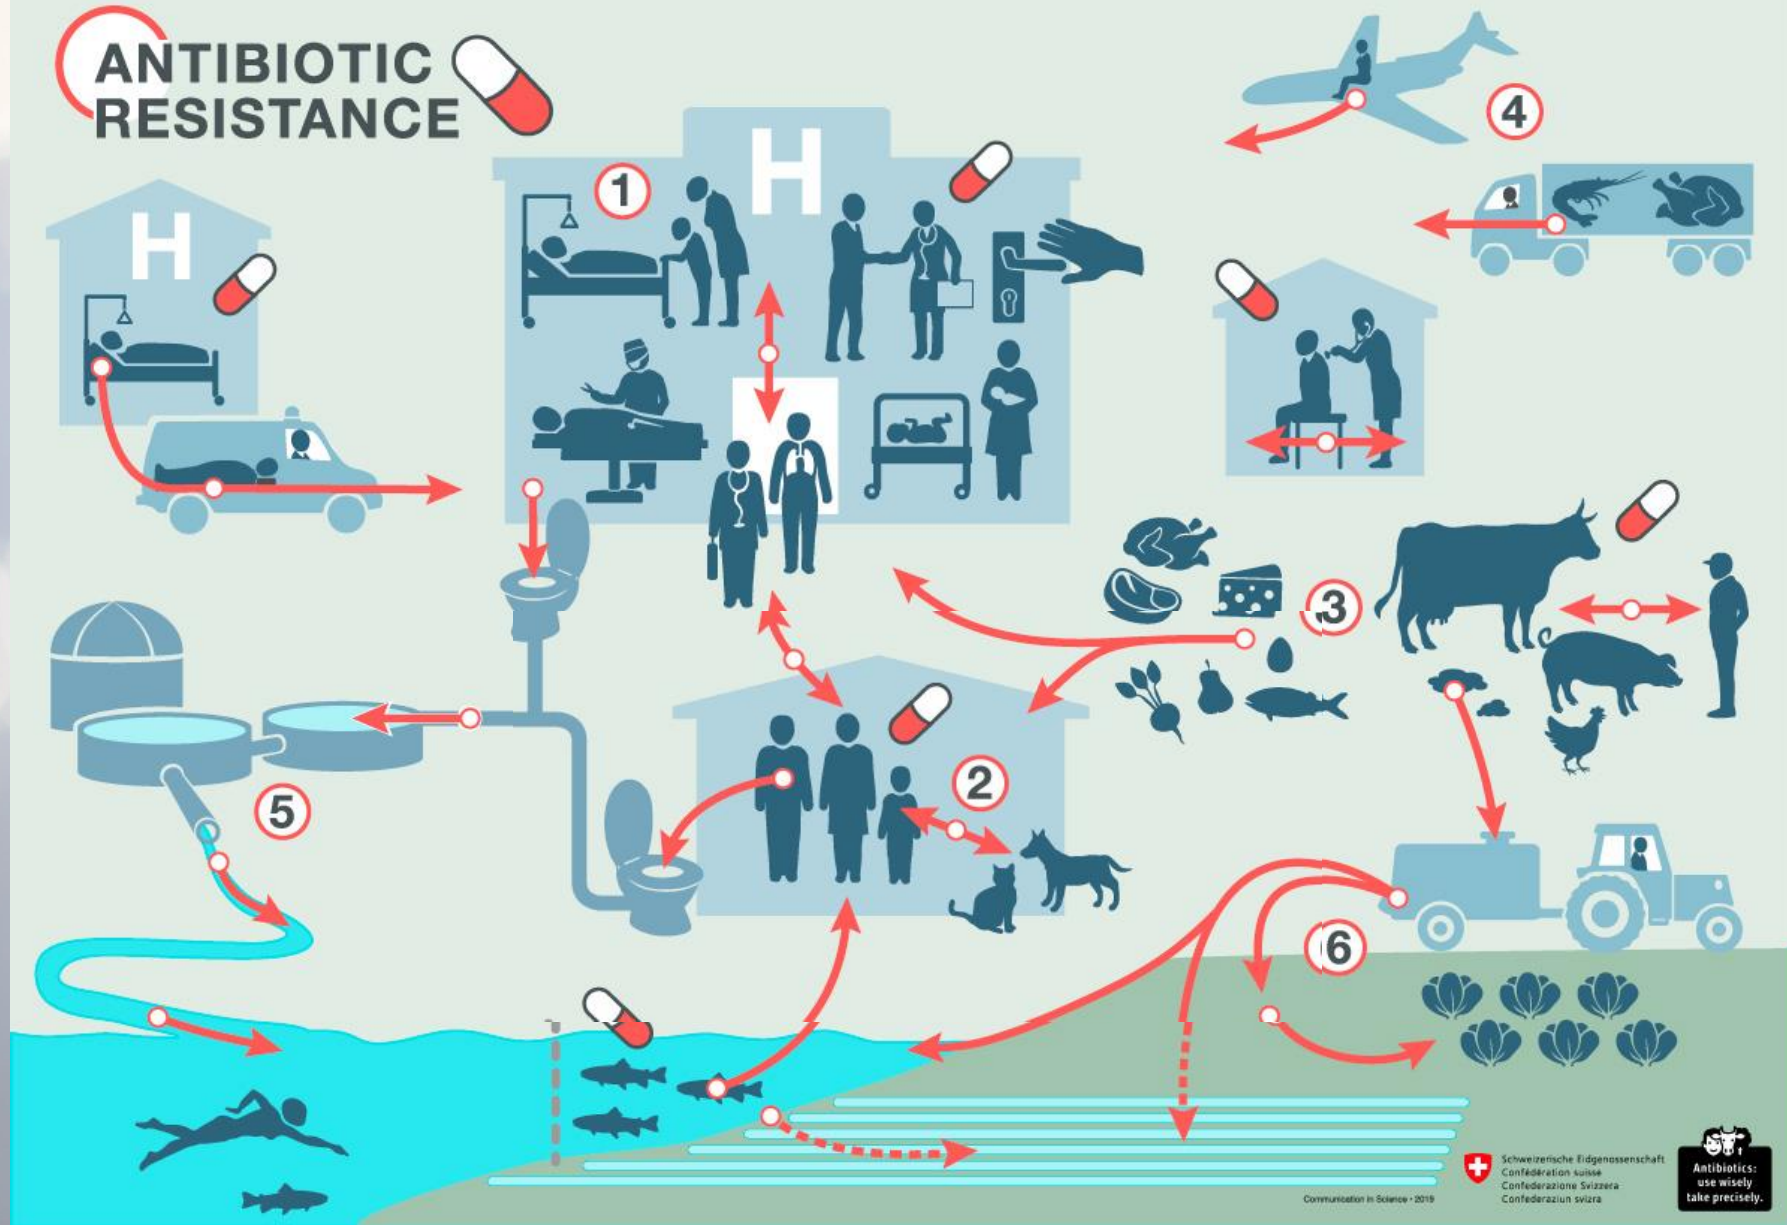 ANTIBIOTIC
RESISTANCE
H
H
1
4
3
2
5
6
Schweizerische Eidgenossenschaft
Confédération suisse
Confederazione Svizzera
Confederaziun svizra
Communication in Science • 2019
Antibiotics:
use wisely
take precisely.